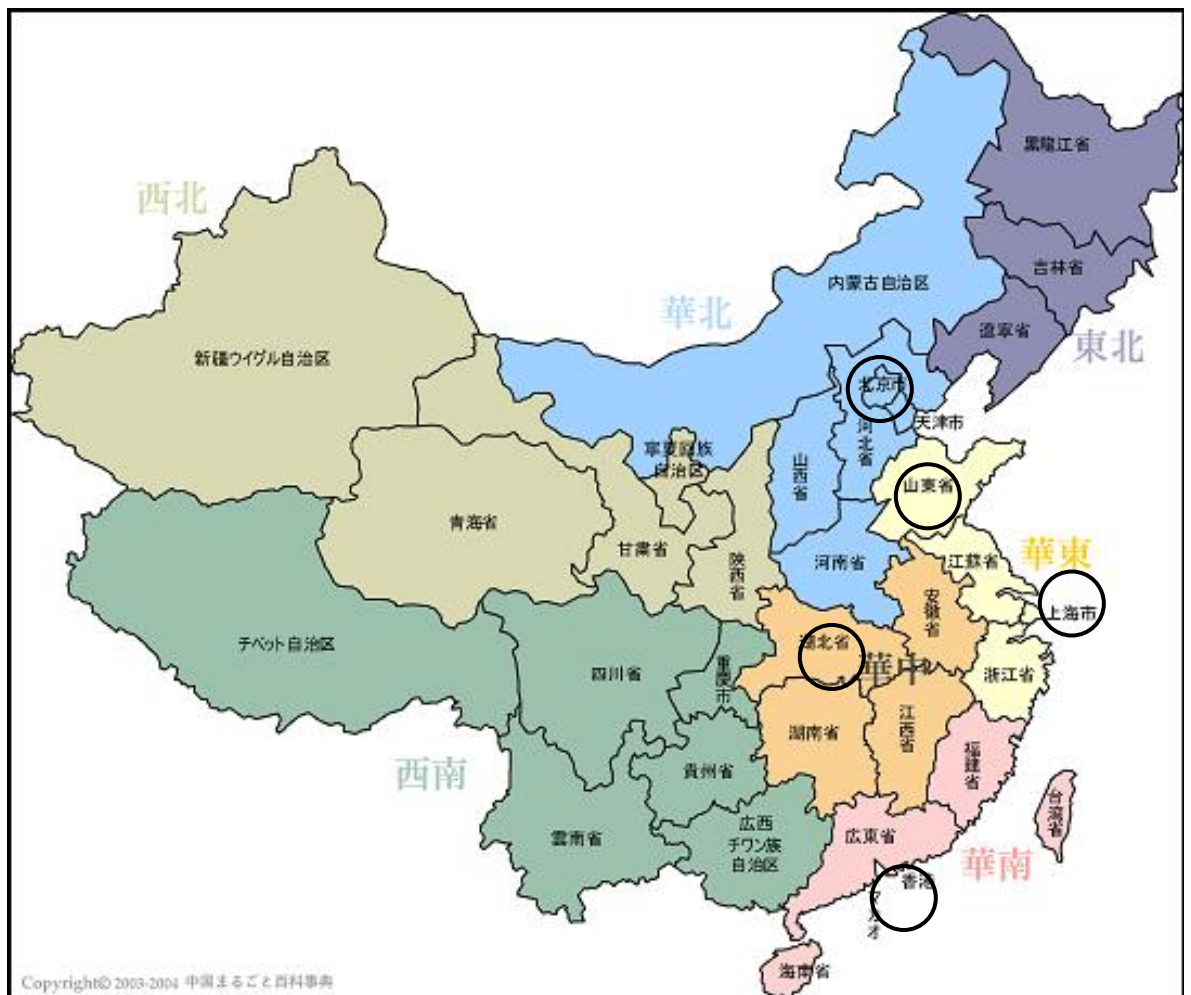 黒龍江省
西北
吉林省
内蒙古自治区
華北
遼寧省
東北
新疆ウイグル自治区
北京市
天津市
河北省
寧夏回族
自治区
山西省
山東省
青海省
甘粛省
陝西省
河南省
江蘇省
華東
安徽省
上海市
チベット自治区
湖北省
四川省
重慶市
華中
浙江省
湖南省
江西省
西南
貴州省
福建省
台湾省
雲南省
広西
チワン族
自治区
広東省
華南
香港
マカオ
海南省
Copyright© 2003-2004 中国まるごと百科事典